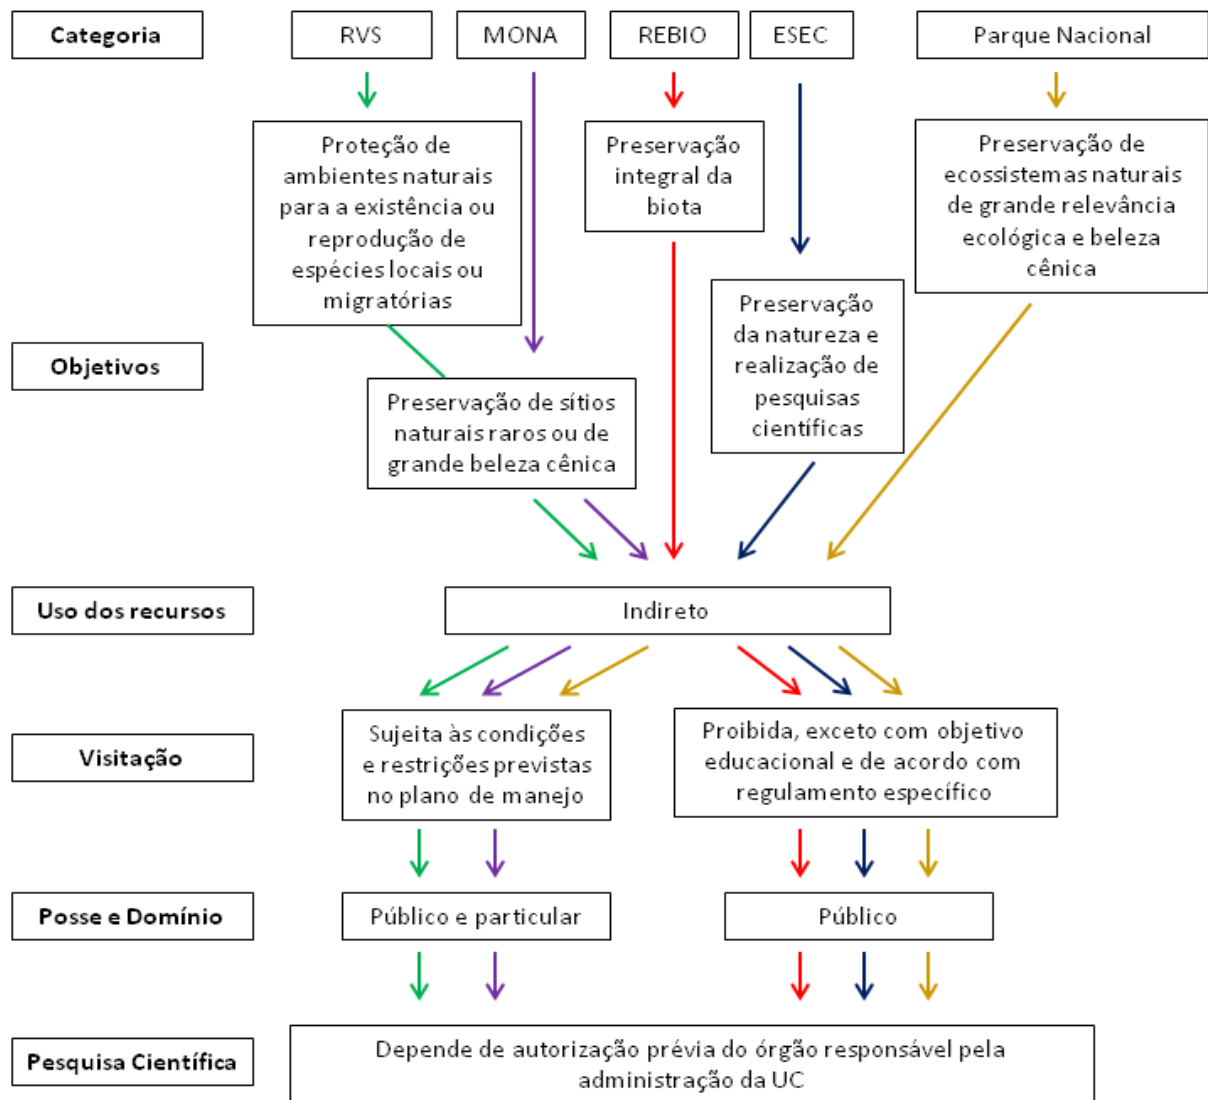 Categoria
RVS
MONA
REBIO
ESEC
Parque Nacional
Proteção de
ambientes naturais
para a existência ou
reprodução de
espécies locais ou
migratórias
Preservação
integral da
biota
Preservação de
ecossistemas naturais
de grande relevância
ecológica e beleza
cênica
Objetivos
Preservação de sítios
naturais raros ou de
grande beleza cênica
Preservação
da natureza e
realização de
pesquisas
científicas
Uso dos recursos
Indireto
Visitação
Sujeita às condições
e restrições previstas
no plano de manejo
Proibida, exceto com objetivo
educacional e de acordo com
regulamento específico
Posse e Domínio
Público e particular
Público
Pesquisa Científica
Depende de autorização prévia do órgão responsável pela
administração da UC